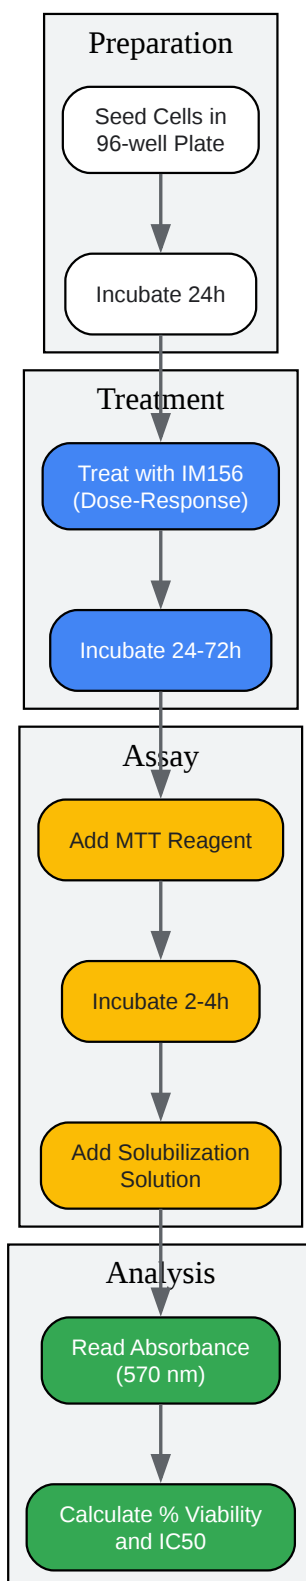 Preparation
Seed Cells in
96-well Plate
Incubate 24h
Treatment
Treat with IM156
(Dose-Response)
Incubate 24-72h
Assay
Add MTT Reagent
Incubate 2-4h
Add Solubilization
Solution
Analysis
Read Absorbance
(570 nm)
Calculate % Viability
and IC50